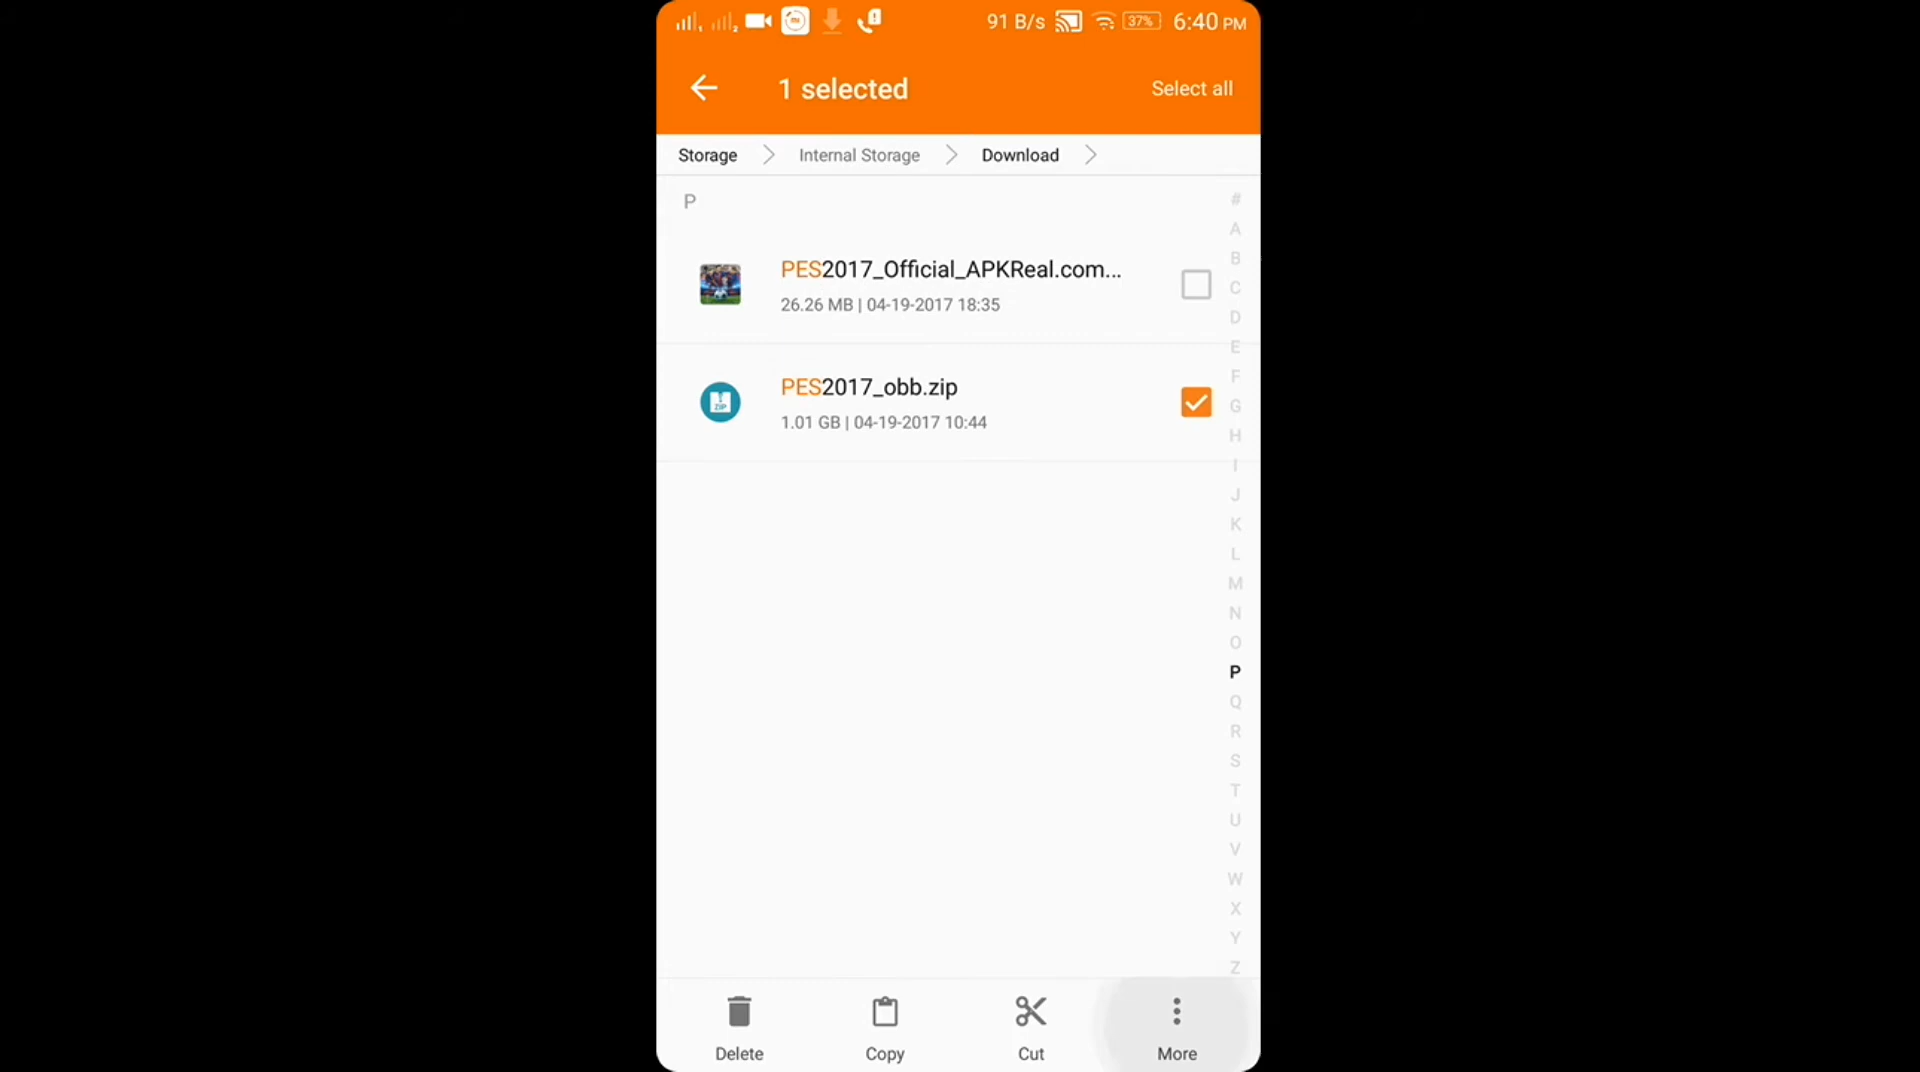 91 B/s 37% 6:40 PM
1 selected
Select all
Storage
Internal Storage
Download
P
PES2017_Official_APKReal.com...
26.26 MB | 04-19-2017 18:35
PES2017_obb.zip
ZIP
1.01 GB | 04-19-2017 10:44
#
A
B
C
D
E
F
G
H
I
J
K
L
M
N
O
P
Q
R
S
T
U
V
W
X
Y
Z
Delete
Copy
Cut
More